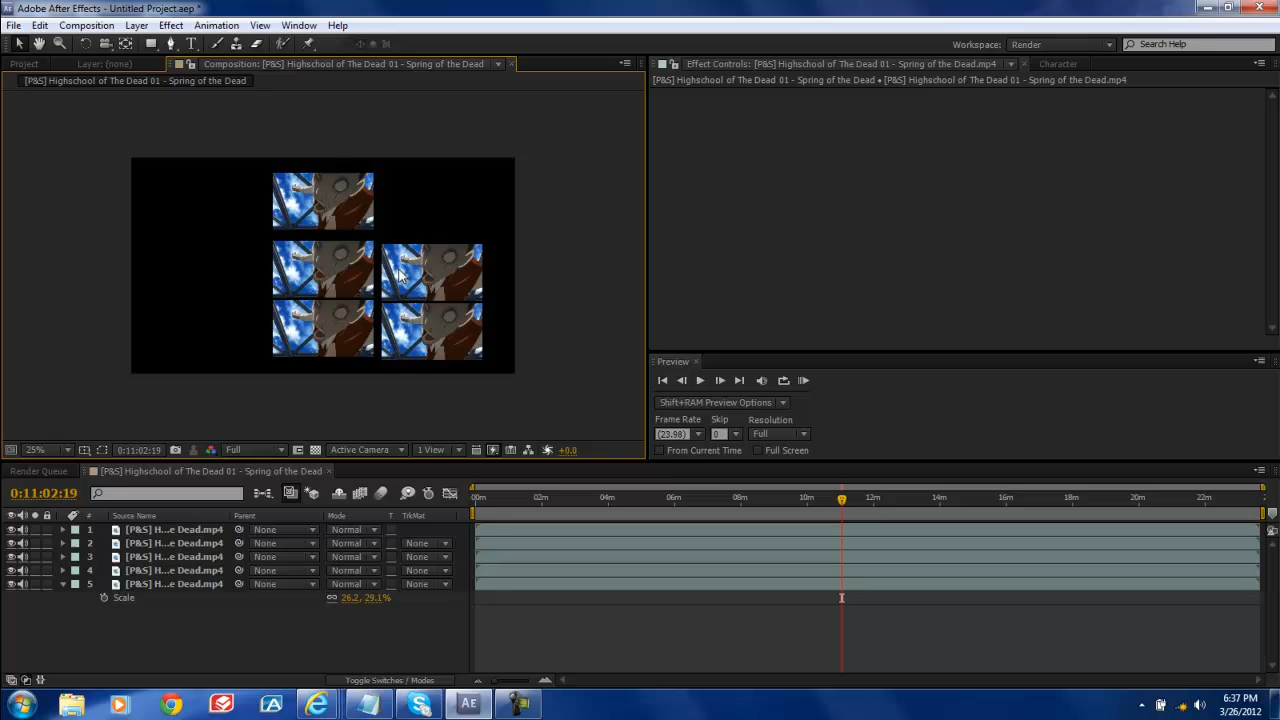 Adobe After Effects - Untitled Project.aep *
File Edit Composition Layer Effect Animation View Window Help
Workspace: Render Search Help
Project Layer: (none) Composition: [P&S] Highschool of The Dead 01 - Spring of the Dead
Effect Controls: [P&S] Highschool of The Dead 01 - Spring of the Dead.mp4 Character
[P&S] Highschool of The Dead 01 - Spring of the Dead
[P&S] Highschool of The Dead 01 - Spring of the Dead • [P&S] Highschool of The Dead 01 - Spring of the Dead.mp4
Preview
Shift+RAM Preview Options
Frame Rate Skip Resolution
(23.98) 0 Full
From Current Time Full Screen
25% 0:11:02:19 Full Active Camera 1 View +0.0
Render Queue [P&S] Highschool of The Dead 01 - Spring of the Dead
0:11:02:19
00m 02m 04m 06m 08m 10m 12m 14m 16m 18m 20m 22m
# Source Name Parent Mode T TrkMat
1 [P&S] H...e Dead.mp4 None Normal
2 [P&S] H...e Dead.mp4 None Normal None
3 [P&S] H...e Dead.mp4 None Normal None
4 [P&S] H...e Dead.mp4 None Normal None
5 [P&S] H...e Dead.mp4 None Normal None
Scale 26.2, 29.1%
Toggle Switches / Modes
6:37 PM
3/26/2012